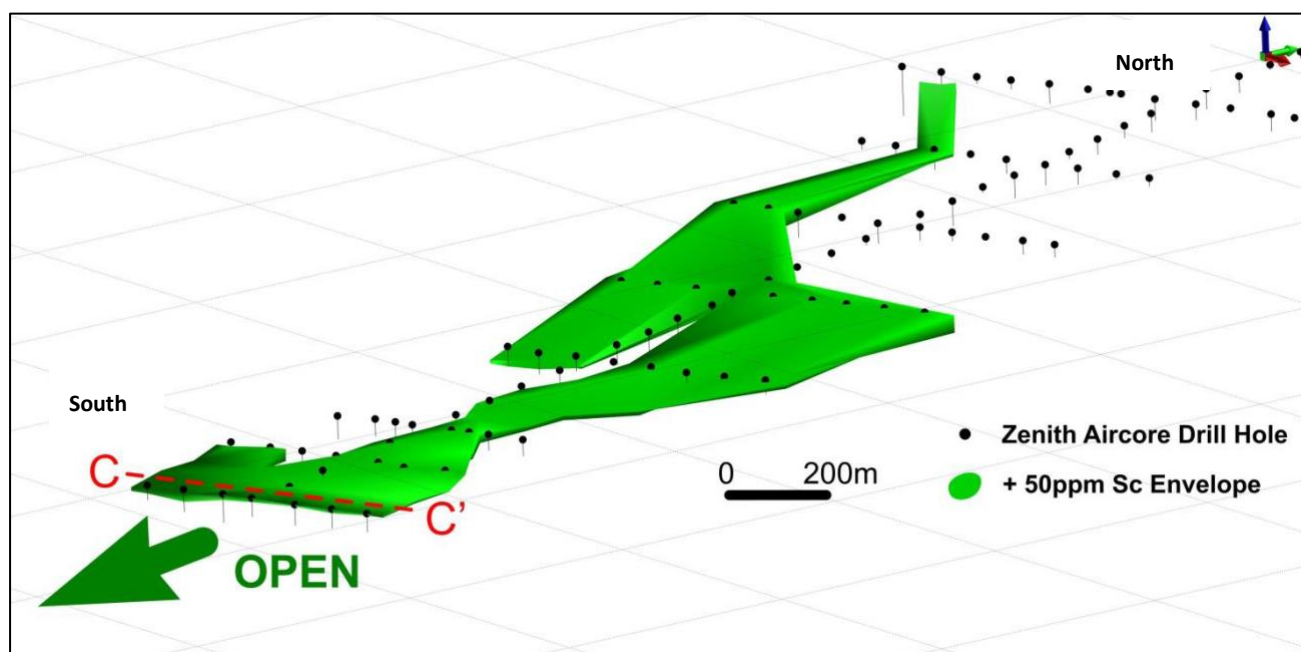 North
South
C
C'
0 200m
Zenith Aircore Drill Hole
+ 50ppm Sc Envelope
OPEN